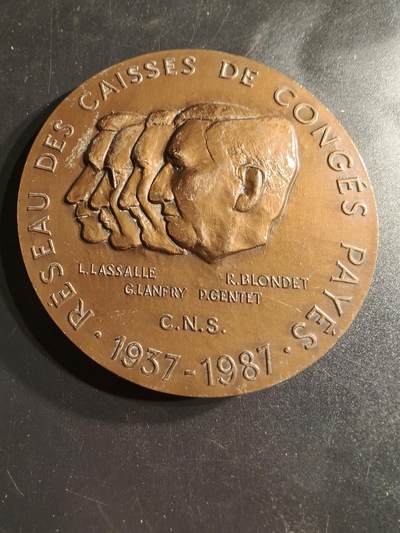 RÉSEAU DES CAISSES DE CONGÉS PAYÉS
L. LASSALLE R. BLONDET
G. LANFRY P. GENTET
C.N.S.
· 1937-1987 ·